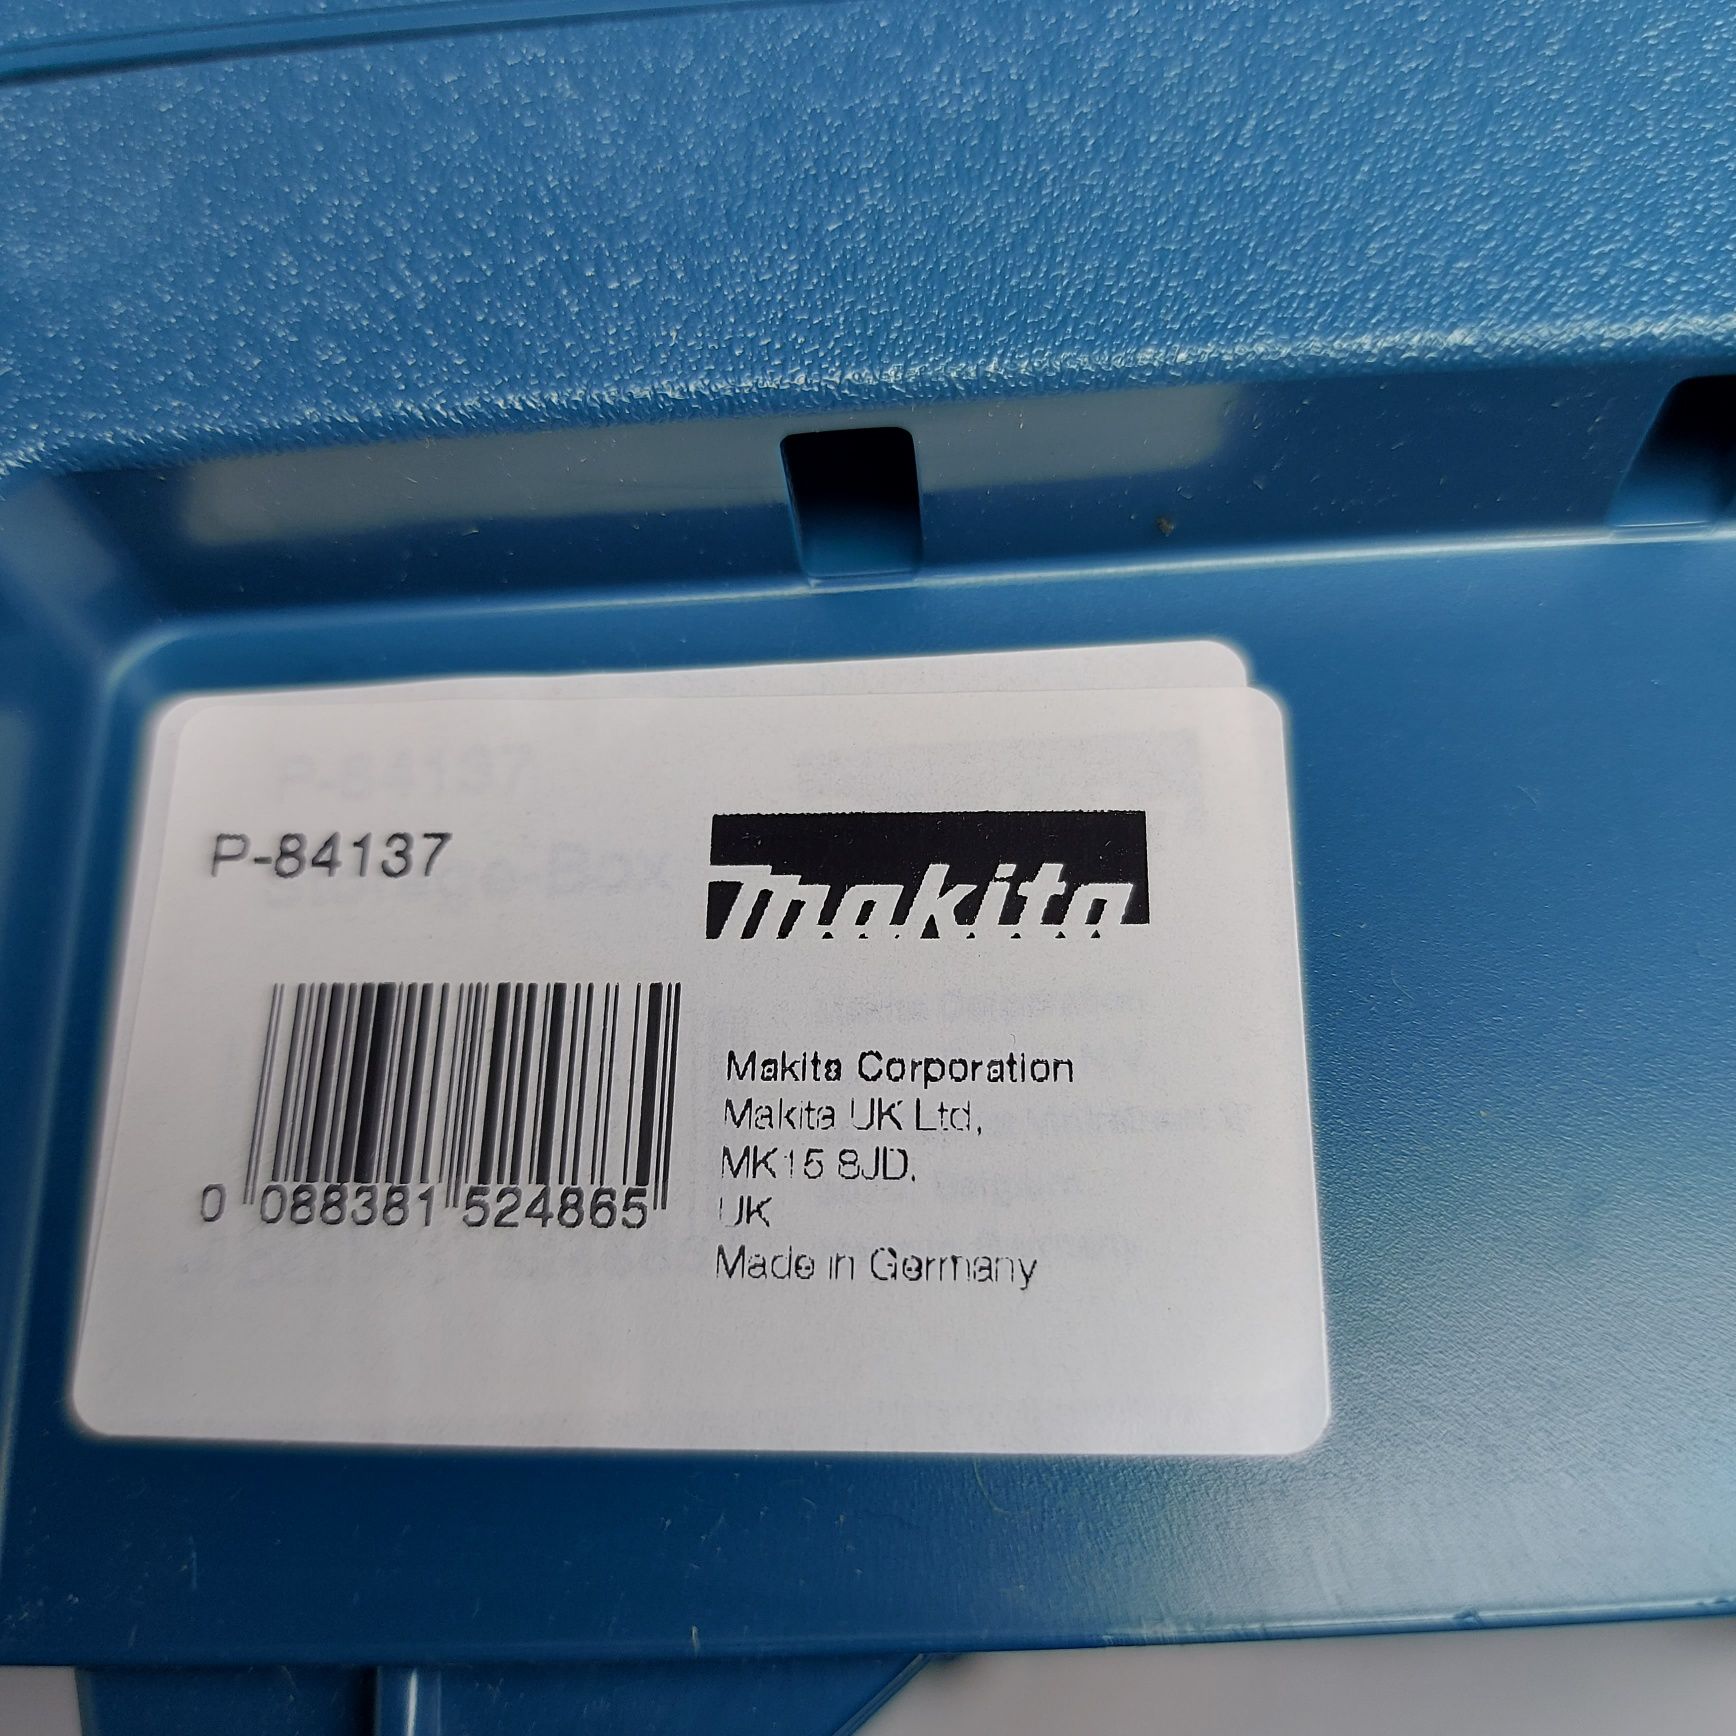 P-84137
makita
0 088381 524865
Makita Corporation
Makita UK Ltd,
MK15 8JD,
UK
Made in Germany